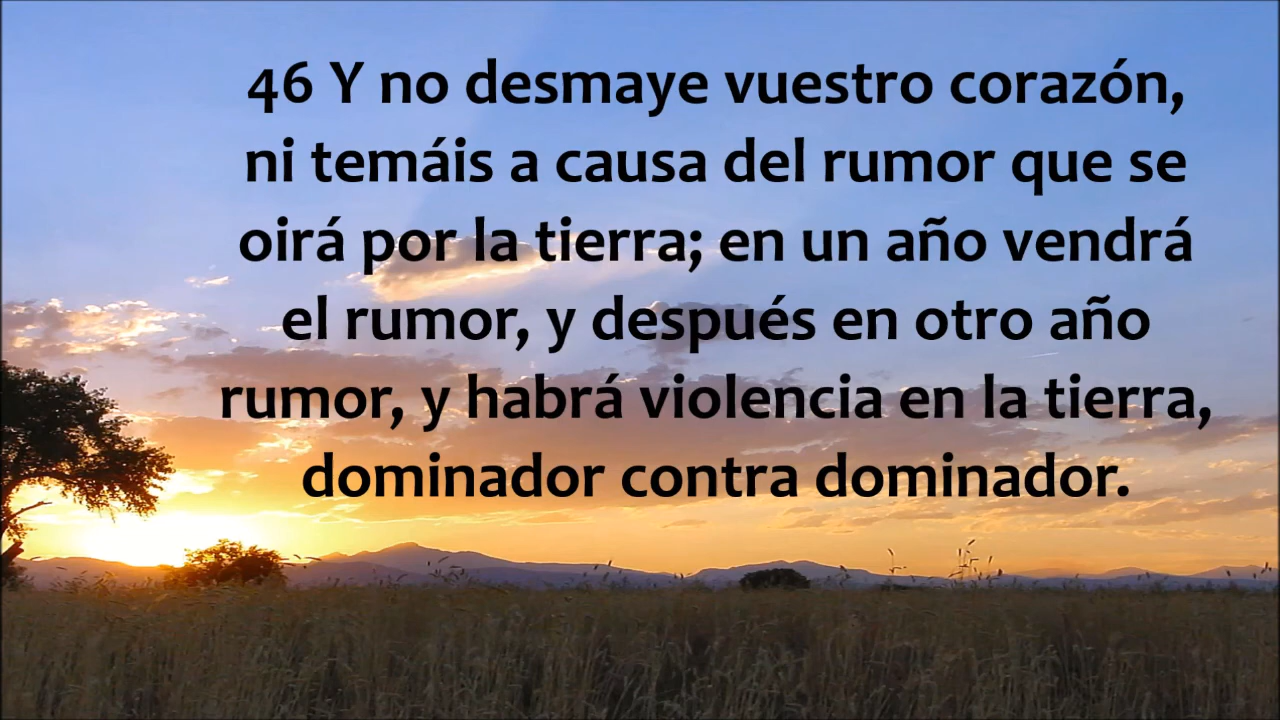 46 Y no desmaye vuestro corazón,
ni temáis a causa del rumor que se
oirá por la tierra; en un año vendrá
el rumor, y después en otro año
rumor, y habrá violencia en la tierra,
dominador contra dominador.